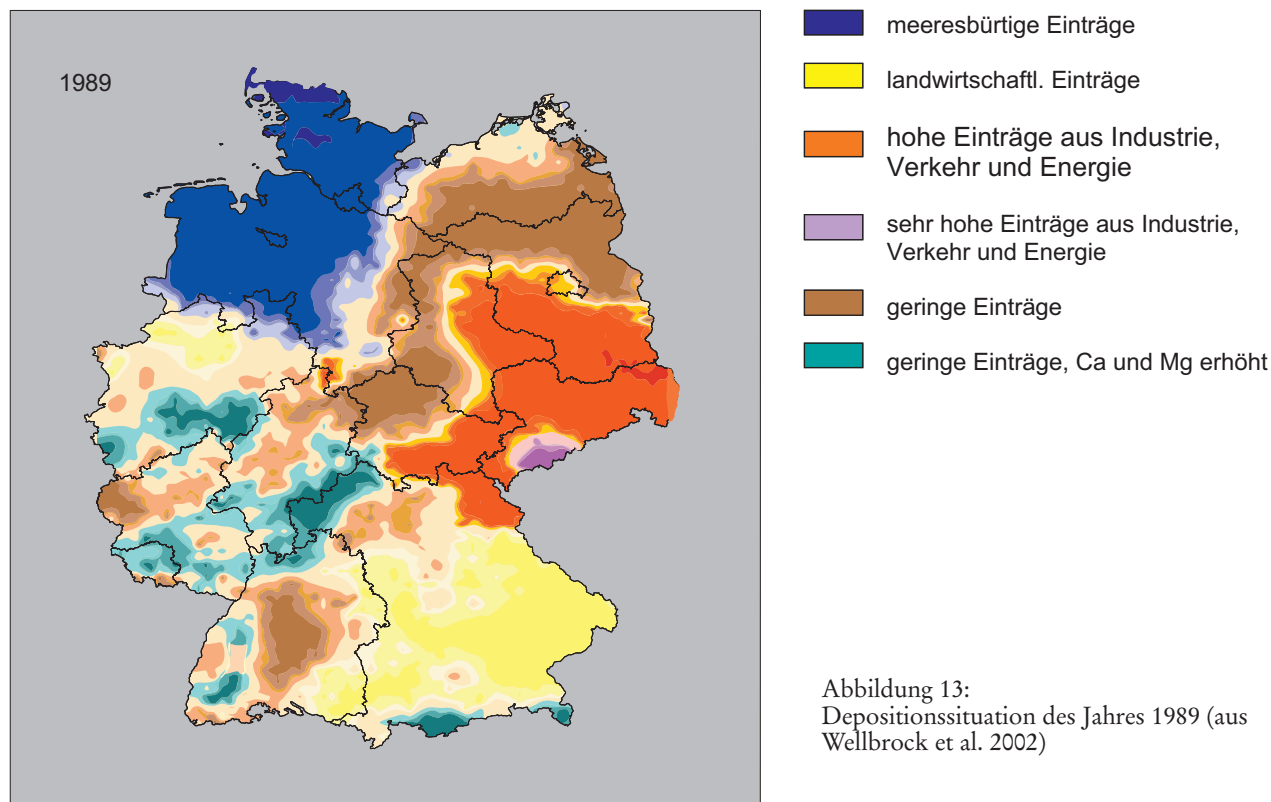 1989
meeresbürtige Einträge
landwirtschaftl. Einträge
hohe Einträge aus Industrie,
Verkehr und Energie
sehr hohe Einträge aus Industrie,
Verkehr und Energie
geringe Einträge
geringe Einträge, Ca und Mg erhöht
Abbildung 13:
Depositionssituation des Jahres 1989 (aus
Wellbrock et al. 2002)